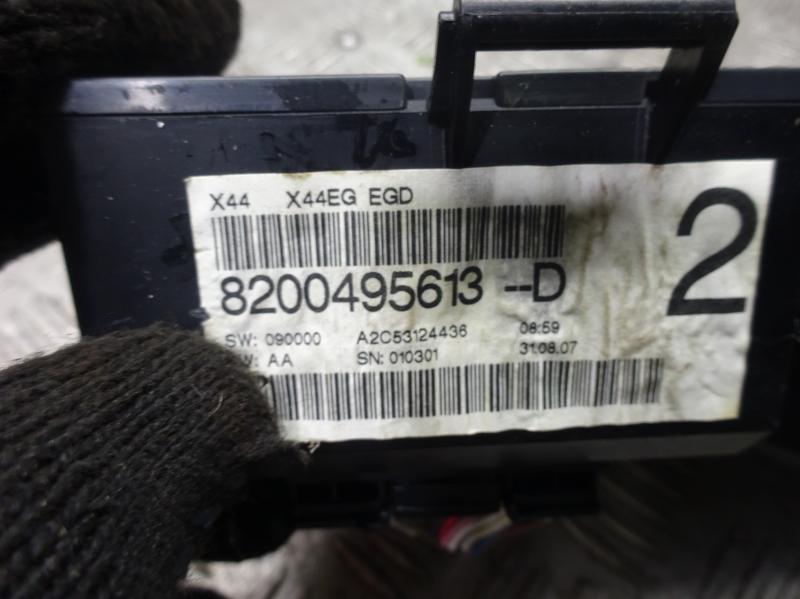 X44 X44EG EGD
2
8200495613 --D
SW: 090000 A2C53124436 08:59
AA SN: 010301 31.08.07